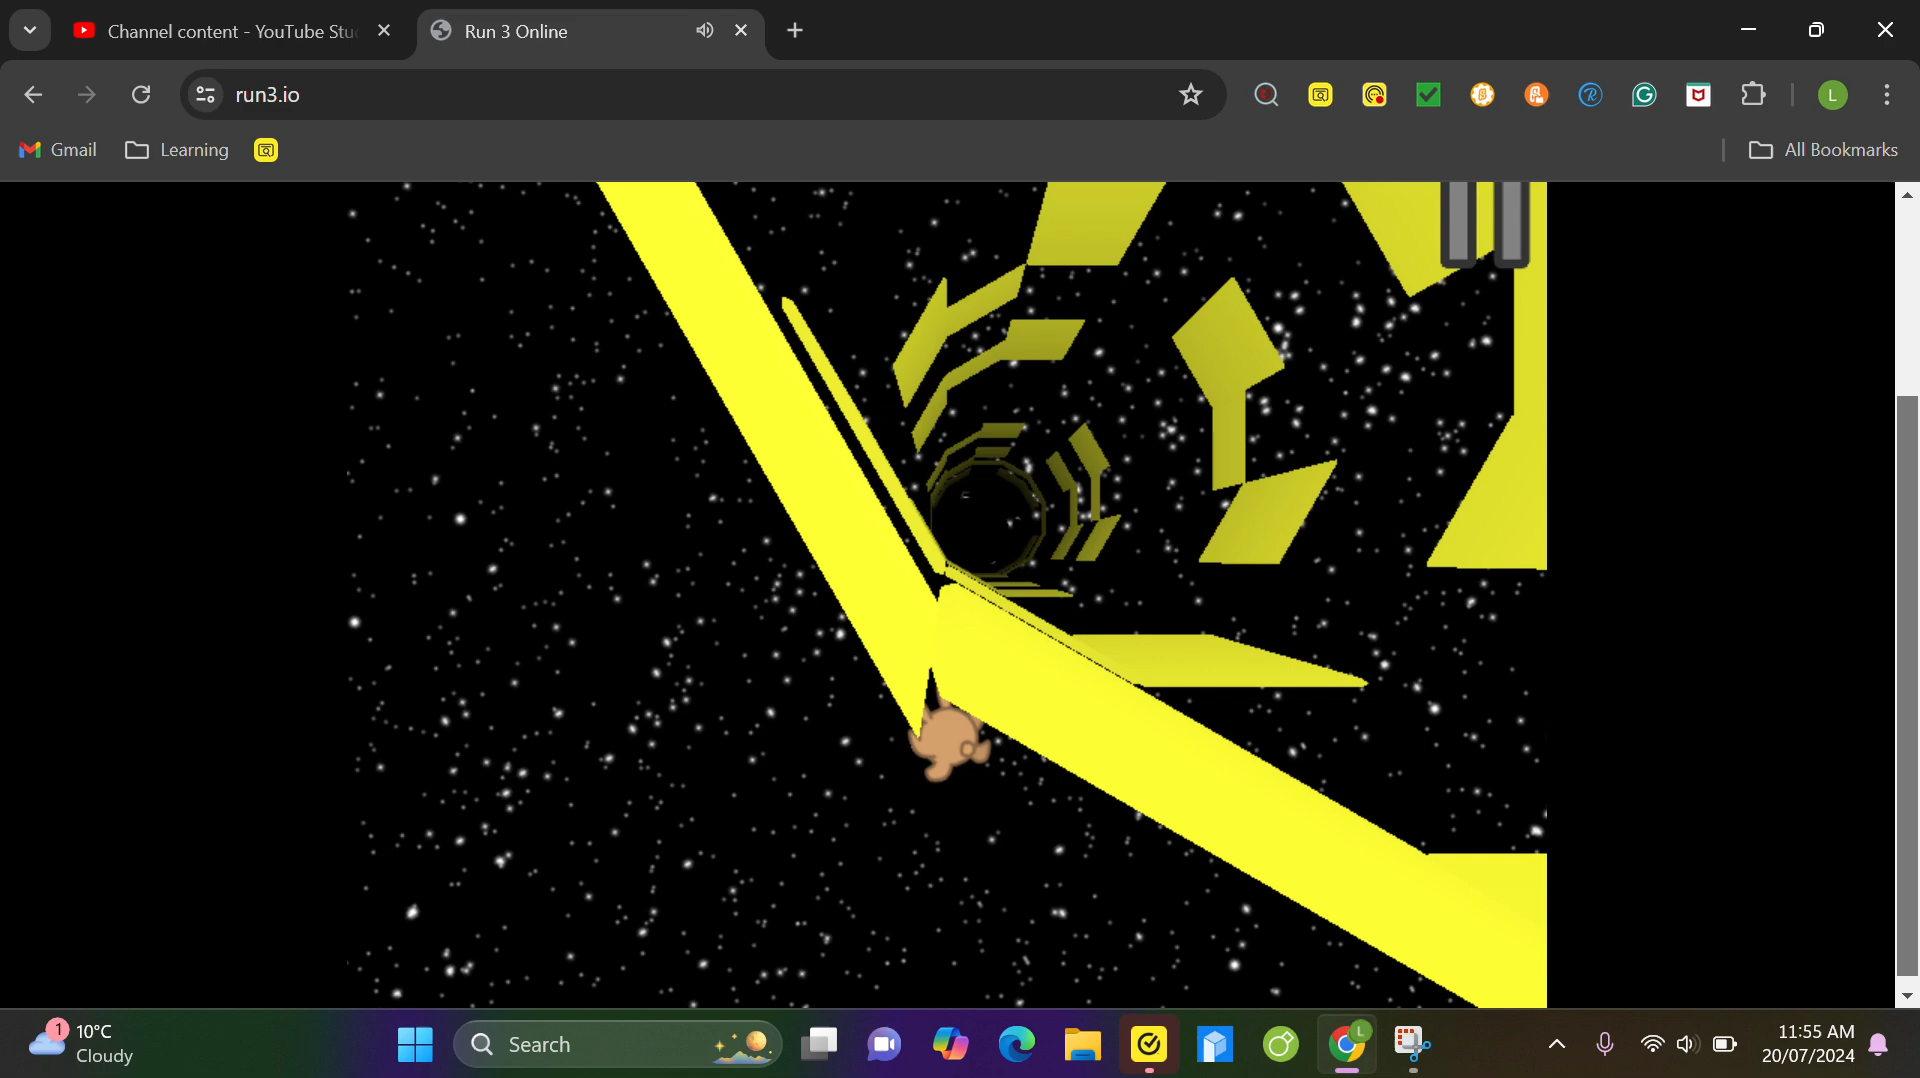 Channel content - YouTube Stu
Run 3 Online
run3.io
L
Gmail
Learning
All Bookmarks
1
10°C
Cloudy
Search
L
11:55 AM
20/07/2024